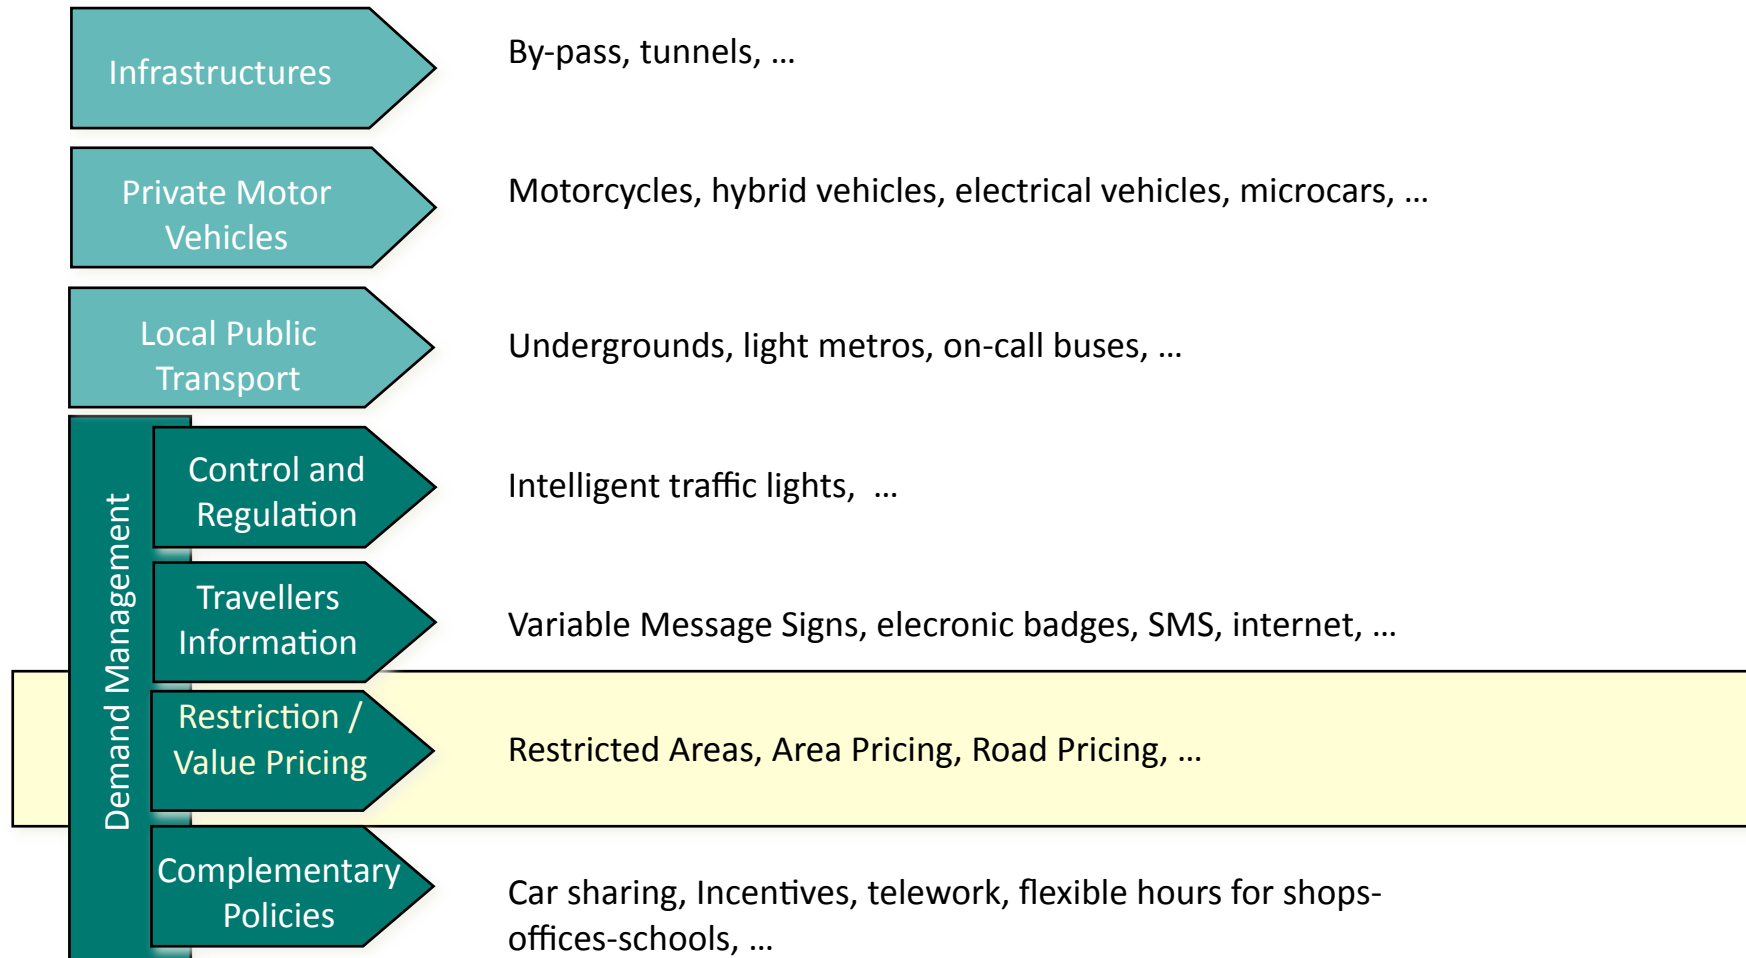 Infrastructures
By-pass, tunnels, ...
Private Motor
Vehicles
Motorcycles, hybrid vehicles, electrical vehicles, microcars, ...
Local Public
Transport
Undergrounds, light metros, on-call buses, ...
Demand Management
Control and
Regulation
Intelligent traffic lights,  ...
Travellers
Information
Variable Message Signs, elecronic badges, SMS, internet, ...
Restriction /
Value Pricing
Restricted Areas, Area Pricing, Road Pricing, ...
Complementary
Policies
Car sharing, Incentives, telework, flexible hours for shops-
offices-schools, ...